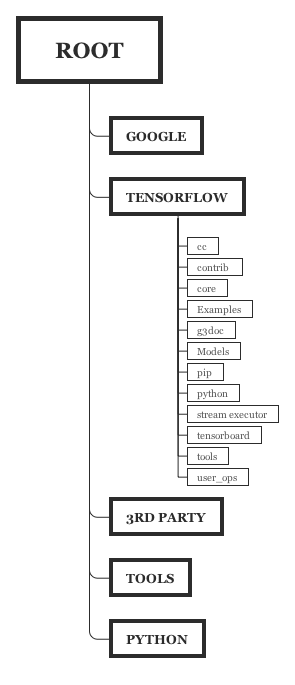 ROOT
GOOGLE
TENSORFLOW
cc
contrib
core
Examples
g3doc
Models
pip
python
stream executor
tensorboard
tools
user_ops
3RD PARTY
TOOLS
PYTHON